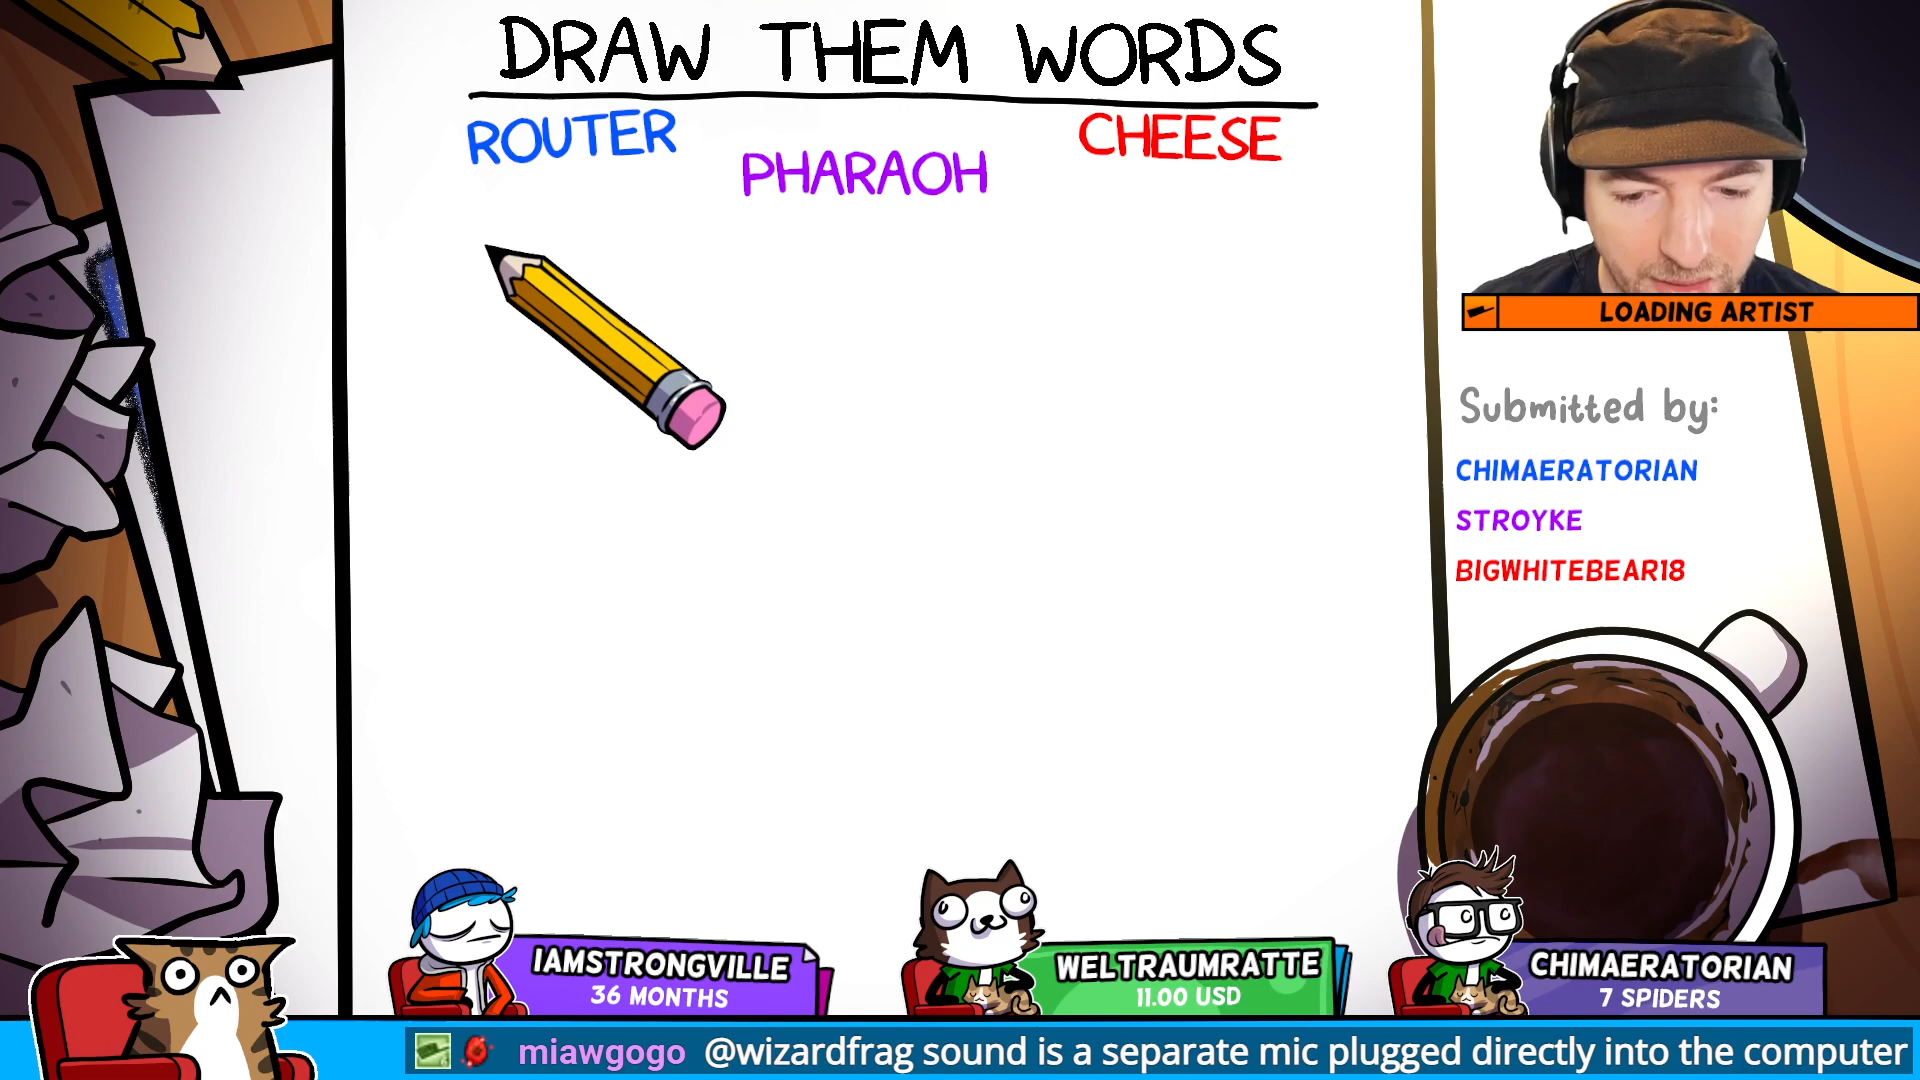 DRAW THEM WORDS
ROUTER
PHARAOH
CHEESE
LOADING ARTIST
Submitted by:
CHIMAERATORIAN
STROYKE
BIGWHITEBEAR18
IAMSTRONGVILLE
36 MONTHS
WELTRAUMRATTE
11.00 USD
CHIMAERATORIAN
7 SPIDERS
miawgogo @wizardfrag sound is a separate mic plugged directly into the computer